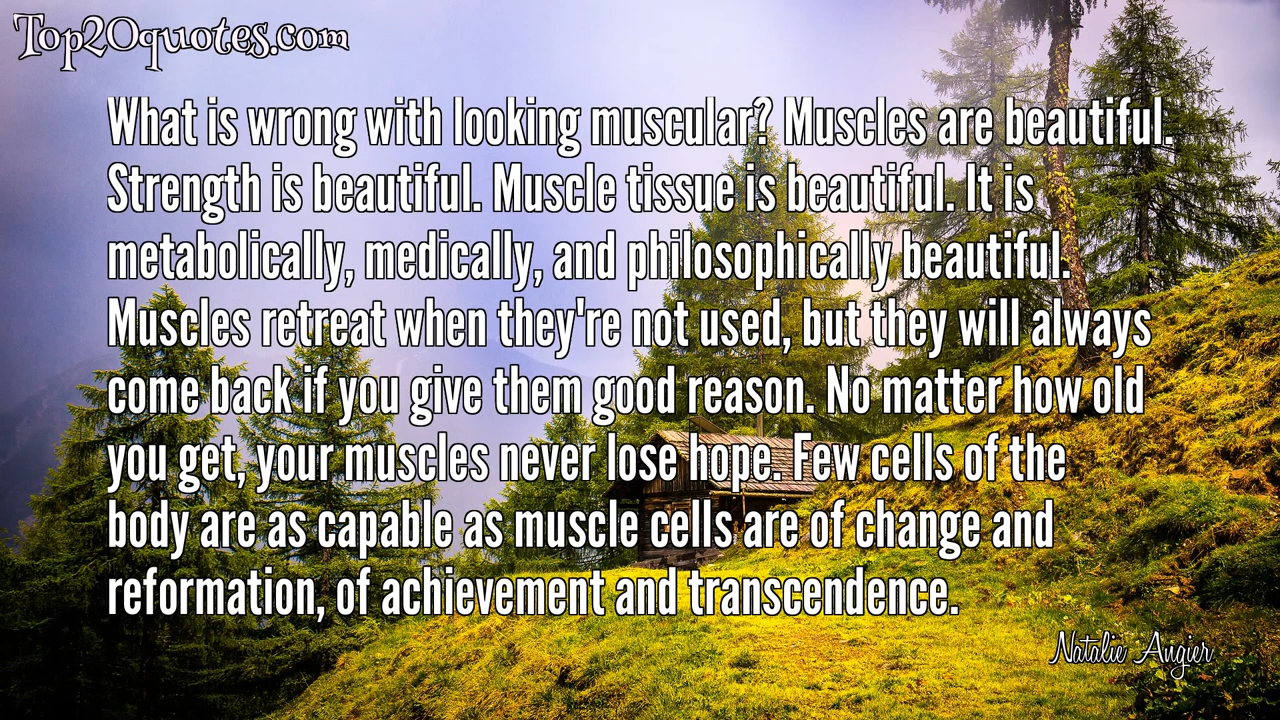 Top20quotes.com
What is wrong with looking muscular? Muscles are beautiful.
Strength is beautiful. Muscle tissue is beautiful. It is
metabolically, medically, and philosophically beautiful.
Muscles retreat when they're not used, but they will always
come back if you give them good reason. No matter how old
you get, your muscles never lose hope. Few cells of the
body are as capable as muscle cells are of change and
reformation, of achievement and transcendence.
Natalie Angier